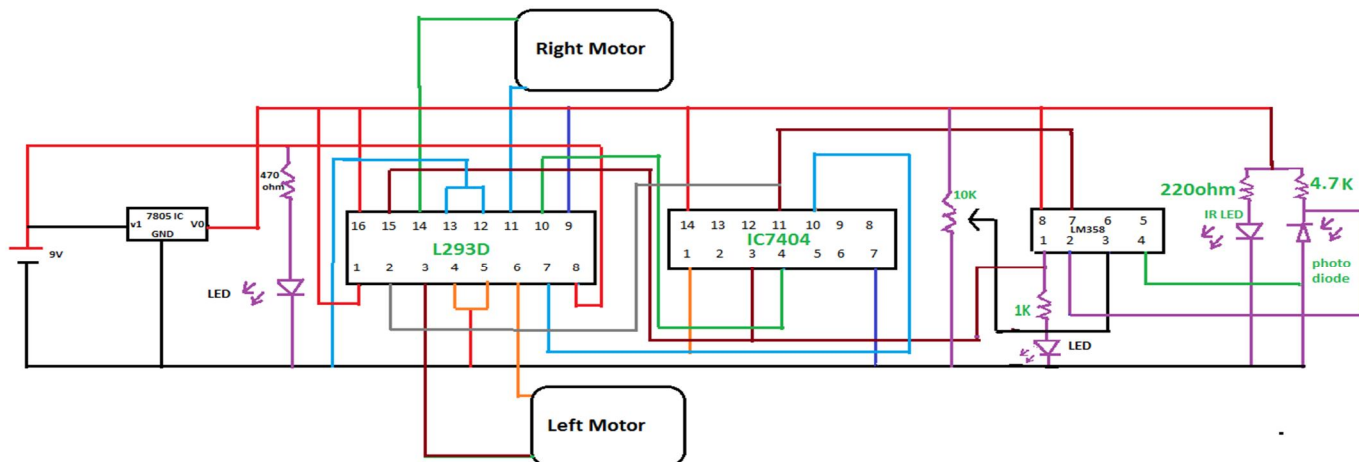 Right Motor
470
ohm
7805 IC
v1
V0
GND
9V
LED
16 15 14 13 12 11 10 9
L293D
1 2 3 4 5 6 7 8
14 13 12 11 10 9 8
IC7404
1 2 3 4 5 6 7
10K
8 7 6 5
LM358
1 2 3 4
1K
LED
220ohm
4.7K
IR LED
photo
diode
Left Motor